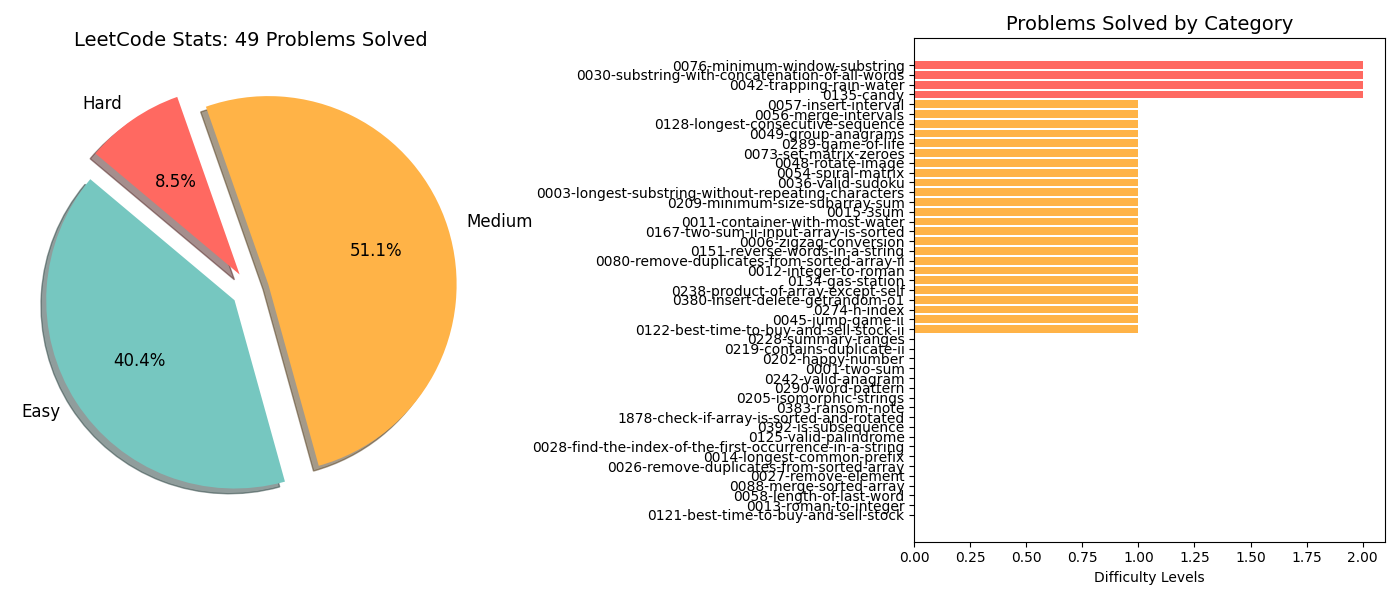 LeetCode Stats: 49 Problems Solved
Hard
8.5%
Medium
51.1%
40.4%
Easy
Problems Solved by Category
0076-minimum-window-substring
0030-substring-with-concatenation-of-all-words
0042-trapping-rain-water
0135-candy
0057-insert-interval
0056-merge-intervals
0128-longest-consecutive-sequence
0049-group-anagrams
0289-game-of-life
0073-set-matrix-zeroes
0048-rotate-image
0054-spiral-matrix
0036-valid-sudoku
0003-longest-substring-without-repeating-characters
0209-minimum-size-subarray-sum
0015-3sum
0011-container-with-most-water
0167-two-sum-ii-input-array-is-sorted
0006-zigzag-conversion
0151-reverse-words-in-a-string
0080-remove-duplicates-from-sorted-array-ii
0012-integer-to-roman
0134-gas-station
0238-product-of-array-except-self
0380-insert-delete-getrandom-o1
0274-h-index
0045-jump-game-ii
0122-best-time-to-buy-and-sell-stock-ii
0228-summary-ranges
0219-contains-duplicate-ii
0202-happy-number
0001-two-sum
0242-valid-anagram
0290-word-pattern
0205-isomorphic-strings
0383-ransom-note
1878-check-if-array-is-sorted-and-rotated
0392-is-subsequence
0125-valid-palindrome
0028-find-the-index-of-the-first-occurrence-in-a-string
0014-longest-common-prefix
0026-remove-duplicates-from-sorted-array
0027-remove-element
0088-merge-sorted-array
0058-length-of-last-word
0013-roman-to-integer
0121-best-time-to-buy-and-sell-stock
0.00 0.25 0.50 0.75 1.00 1.25 1.50 1.75 2.00
Difficulty Levels